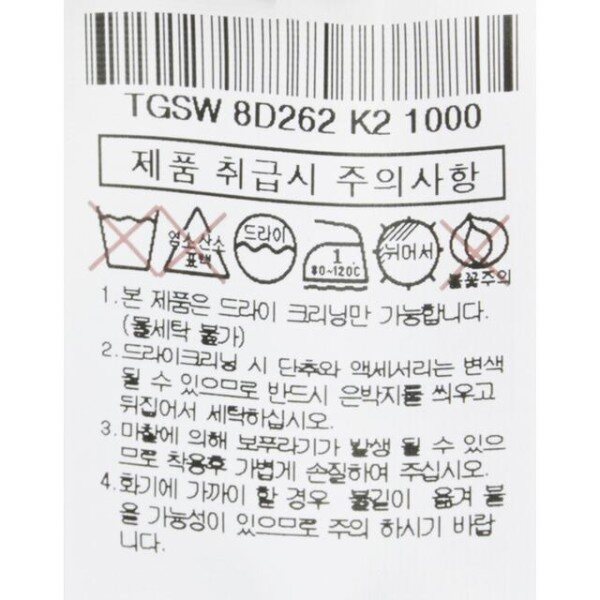 TGSW 8D262 K2 1000
제품 취급시 주의사항
염소산소
표백
드라이
1
80~120C
뉘어서
불꽃주의
1. 본 제품은 드라이 크리닝만 가능합니다.
(물세탁 불가)
2. 드라이크리닝 시 단추와 액세서리는 변색
될 수 있으므로 반드시 은박지를 씌우고
뒤집어서 세탁하십시오.
3. 마찰에 의해 보푸라기가 발생 될 수 있으
므로 착용후 가볍게 손질하여 주십시오.
4. 화기에 가까이 할 경우 불길이 옮겨 붙
을 가능성이 있으므로 주의 하시기 바랍
니다.